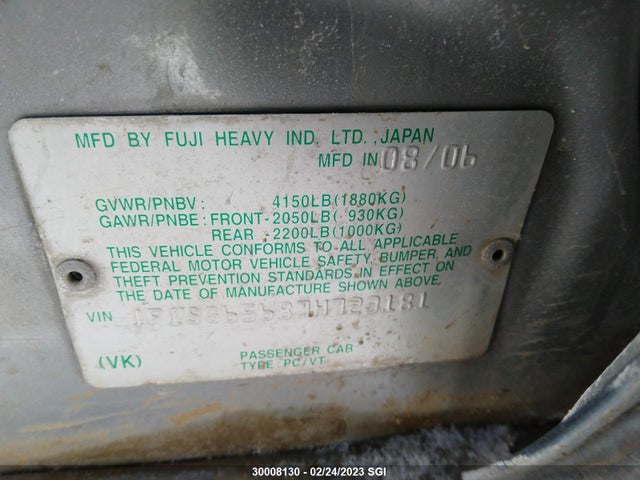 MFD BY FUJI HEAVY IND. LTD., JAPAN
MFD IN 08/06
GVWR/PNBV: 4150LB(1880KG)
GAWR/PNBE: FRONT-2050LB( 930KG)
REAR -2200LB(1000KG)
THIS VEHICLE CONFORMS TO ALL APPLICABLE
FEDERAL MOTOR VEHICLE SAFETY, BUMPER, AND
THEFT PREVENTION STANDARDS IN EFFECT ON
THE DATE OF MANUFACTURE SHOWN ABOVE.
VIN
(VK) PASSENGER CAR
TYPE PC/VT
30008130 - 02/24/2023 SGI